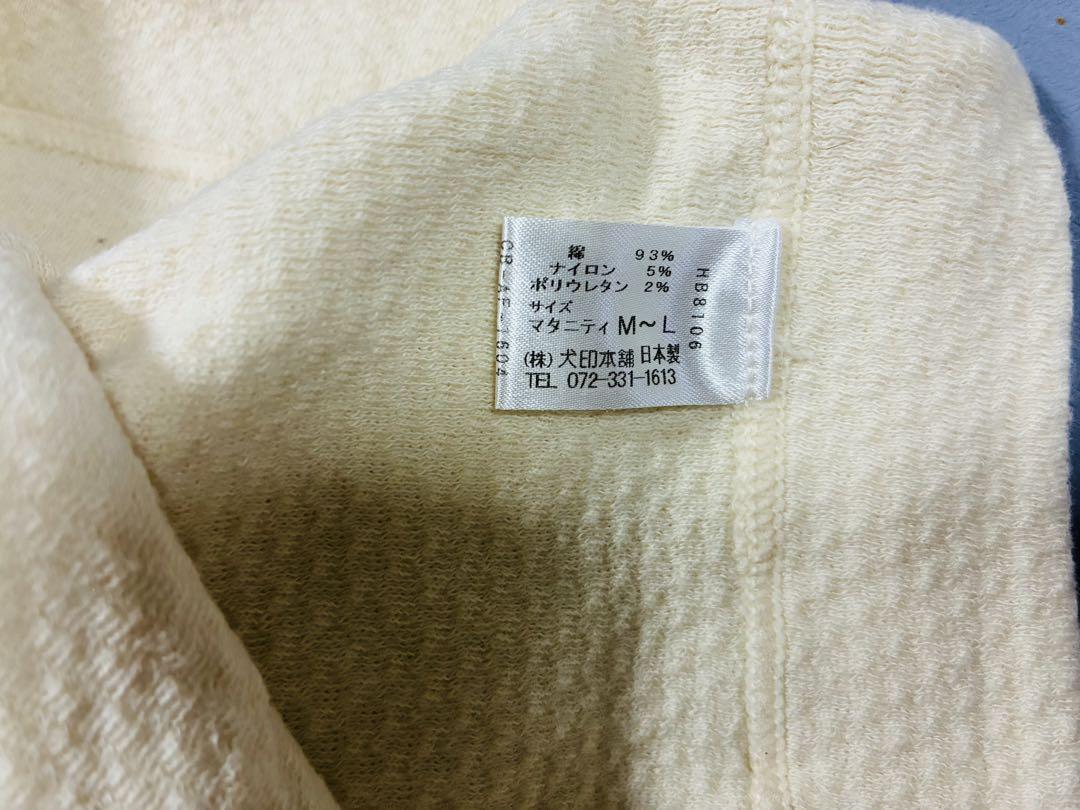 綿 93%
ナイロン 5%
ポリウレタン 2%
サイズ
マタニティ M～L
(株) 犬印本舗 日本製
TEL 072-331-1613
HB8106